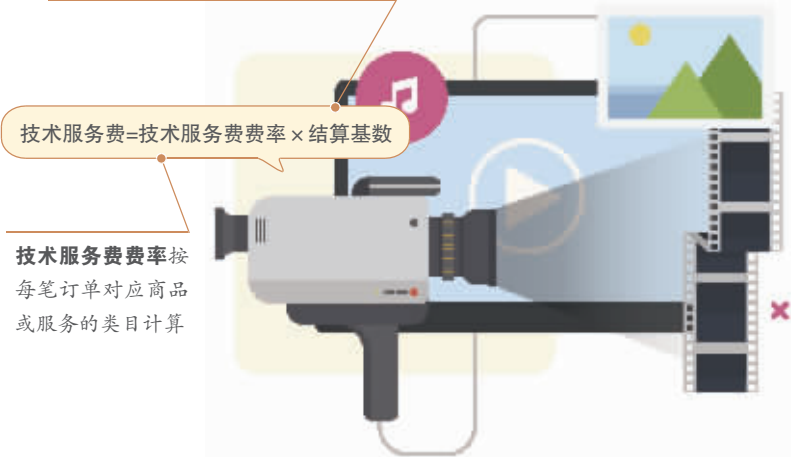 技术服务费=技术服务费费率×结算基数
技术服务费费率按
每笔订单对应商品
或服务的类目计算